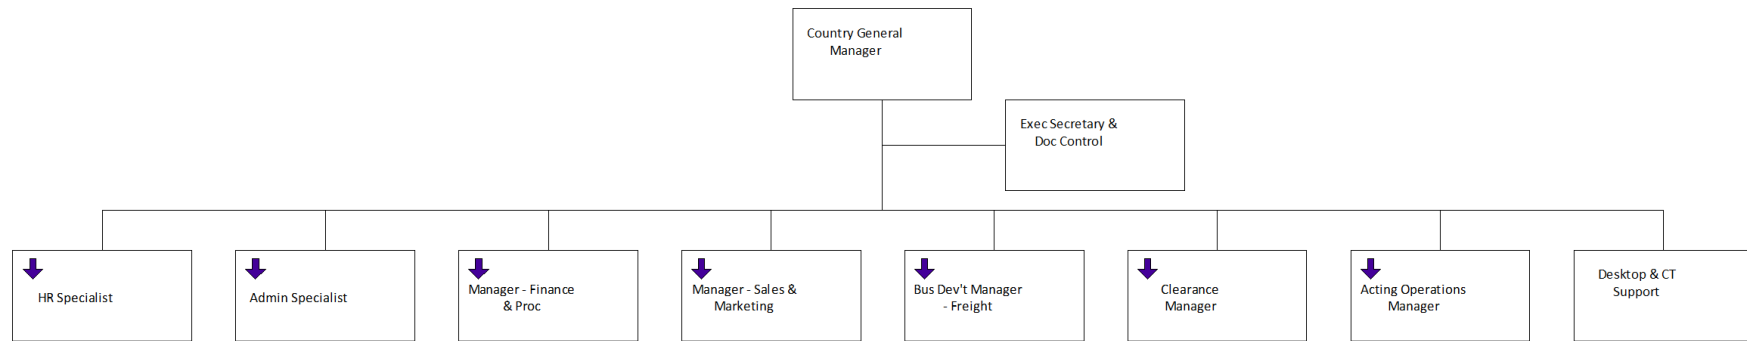 Country General
Manager
Exec Secretary &
Doc Control
HR Specialist
Admin Specialist
Manager - Finance
& Proc
Manager - Sales &
Marketing
Bus Dev't Manager
- Freight
Clearance
Manager
Acting Operations
Manager
Desktop & CT
Support